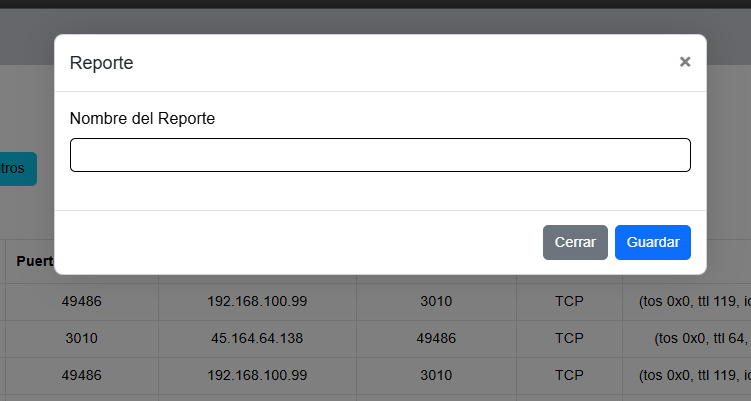 Reporte ×
Nombre del Reporte
tros
Cerrar Guardar
Puert
49486 192.168.100.99 3010 TCP (tos 0x0, ttl 119, i
3010 45.164.64.138 49486 TCP (tos 0x0, ttl 64,
49486 192.168.100.99 3010 TCP (tos 0x0, ttl 119, i